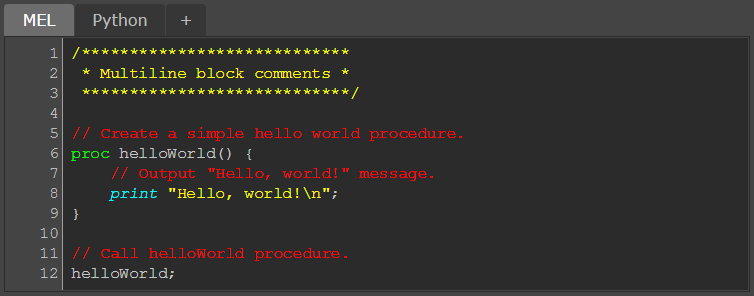 MEL Python +
1 /****************************
2  * Multiline block comments *
3  ****************************/
4
5 // Create a simple hello world procedure.
6 proc helloWorld() {
7     // Output "Hello, world!" message.
8     print "Hello, world!\n";
9 }
10
11 // Call helloWorld procedure.
12 helloWorld;